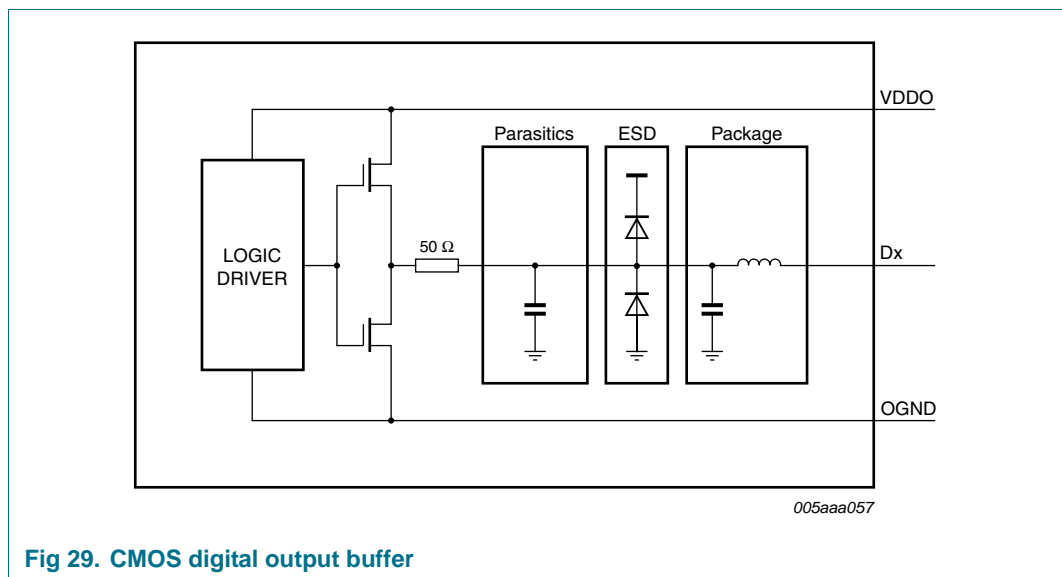 VDDO
Parasitics ESD Package
LOGIC
DRIVER
50 Ω
Dx
OGND
005aaa057
Fig 29. CMOS digital output buffer